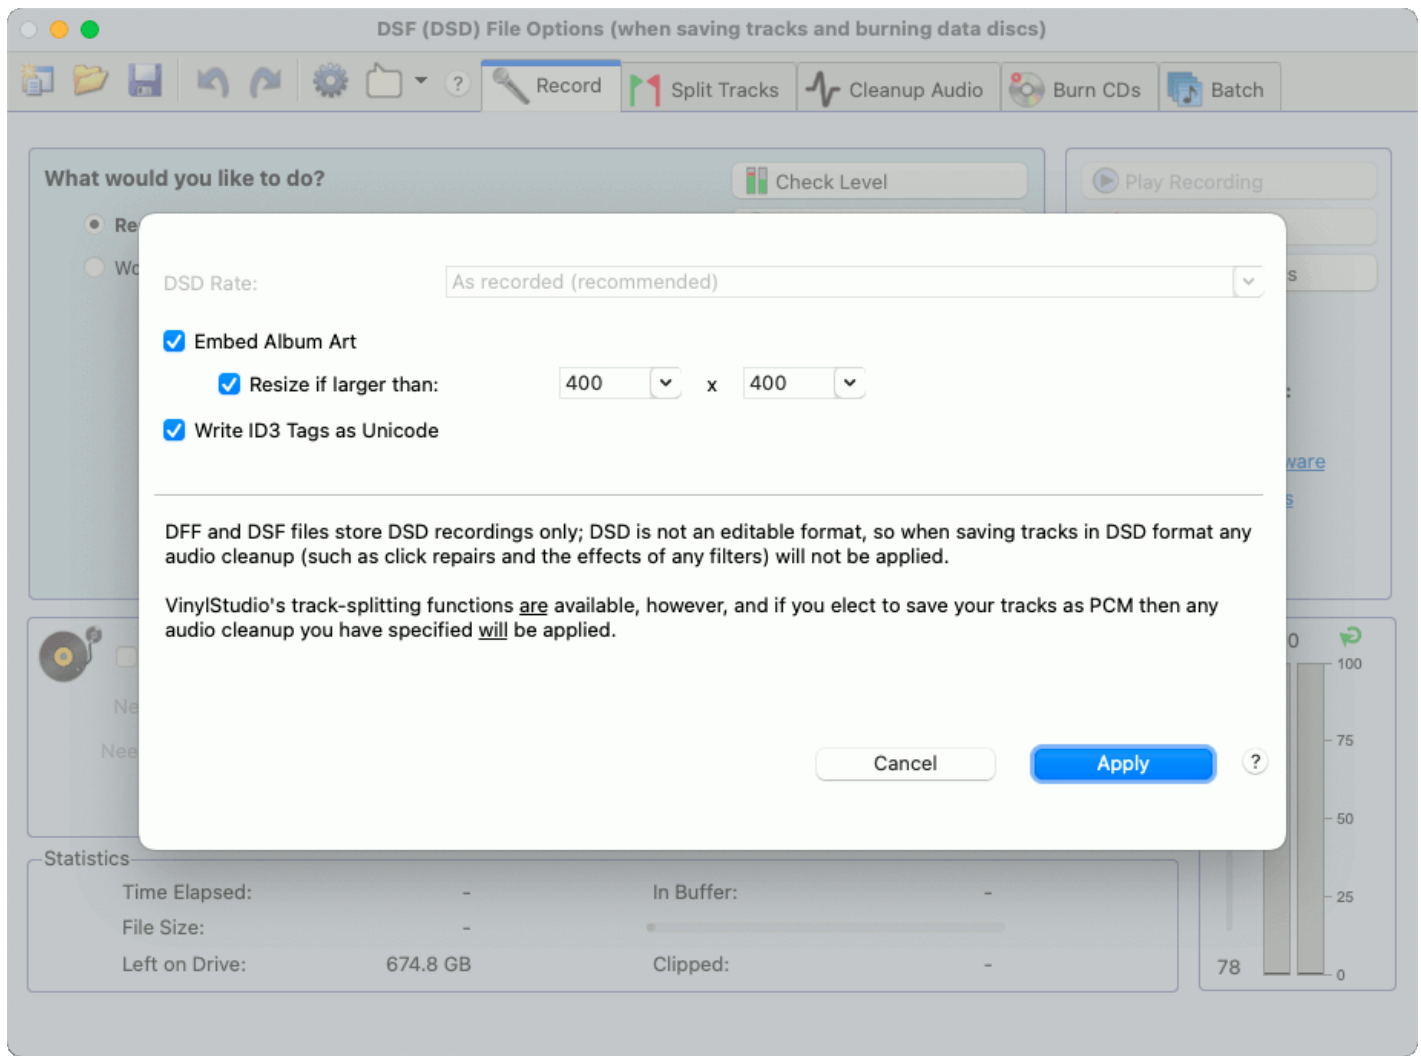 DSF (DSD) File Options (when saving tracks and burning data discs)
? Record Split Tracks Cleanup Audio Burn CDs Batch
What would you like to do?
Check Level
Play Recording
DSD Rate: As recorded (recommended)
Embed Album Art
Resize if larger than: 400 x 400
Write ID3 Tags as Unicode
DFF and DSF files store DSD recordings only; DSD is not an editable format, so when saving tracks in DSD format any
audio cleanup (such as click repairs and the effects of any filters) will not be applied.
VinylStudio's track-splitting functions are available, however, and if you elect to save your tracks as PCM then any
audio cleanup you have specified will be applied.
Cancel Apply ?
0
100
75
50
25
0
78
Statistics
Time Elapsed: - In Buffer: -
File Size: -
Left on Drive: 674.8 GB Clipped: -